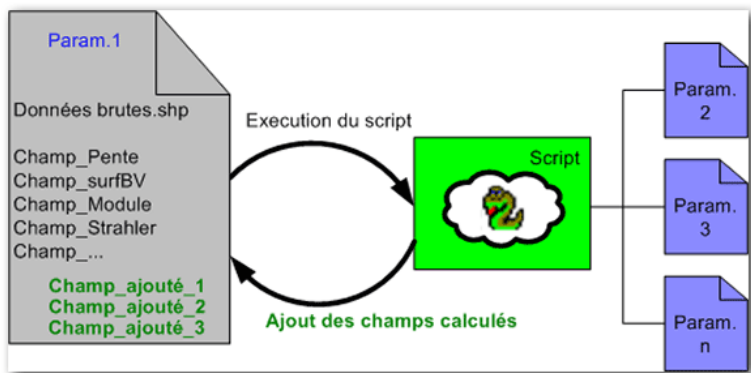 Param.1
Données brutes.shp
Champ_Pente
Champ_surfBV
Champ_Module
Champ_Strahler
Champ_...
Champ_ajouté_1
Champ_ajouté_2
Champ_ajouté_3
Execution du script
Script
Ajout des champs calculés
Param.
2
Param.
3
Param.
n